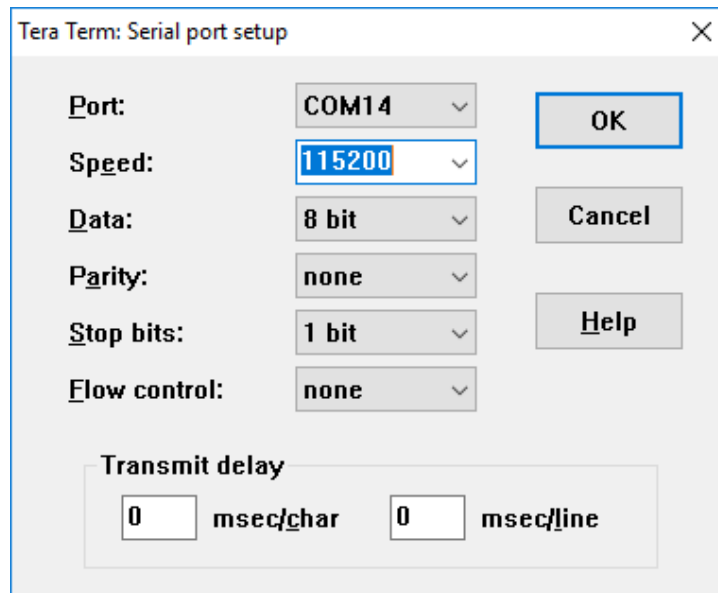 Tera Term: Serial port setup
Port: COM14
OK
Speed: 115200
Data: 8 bit
Cancel
Parity: none
Stop bits: 1 bit
Help
Flow control: none
Transmit delay
0 msec/char 0 msec/line